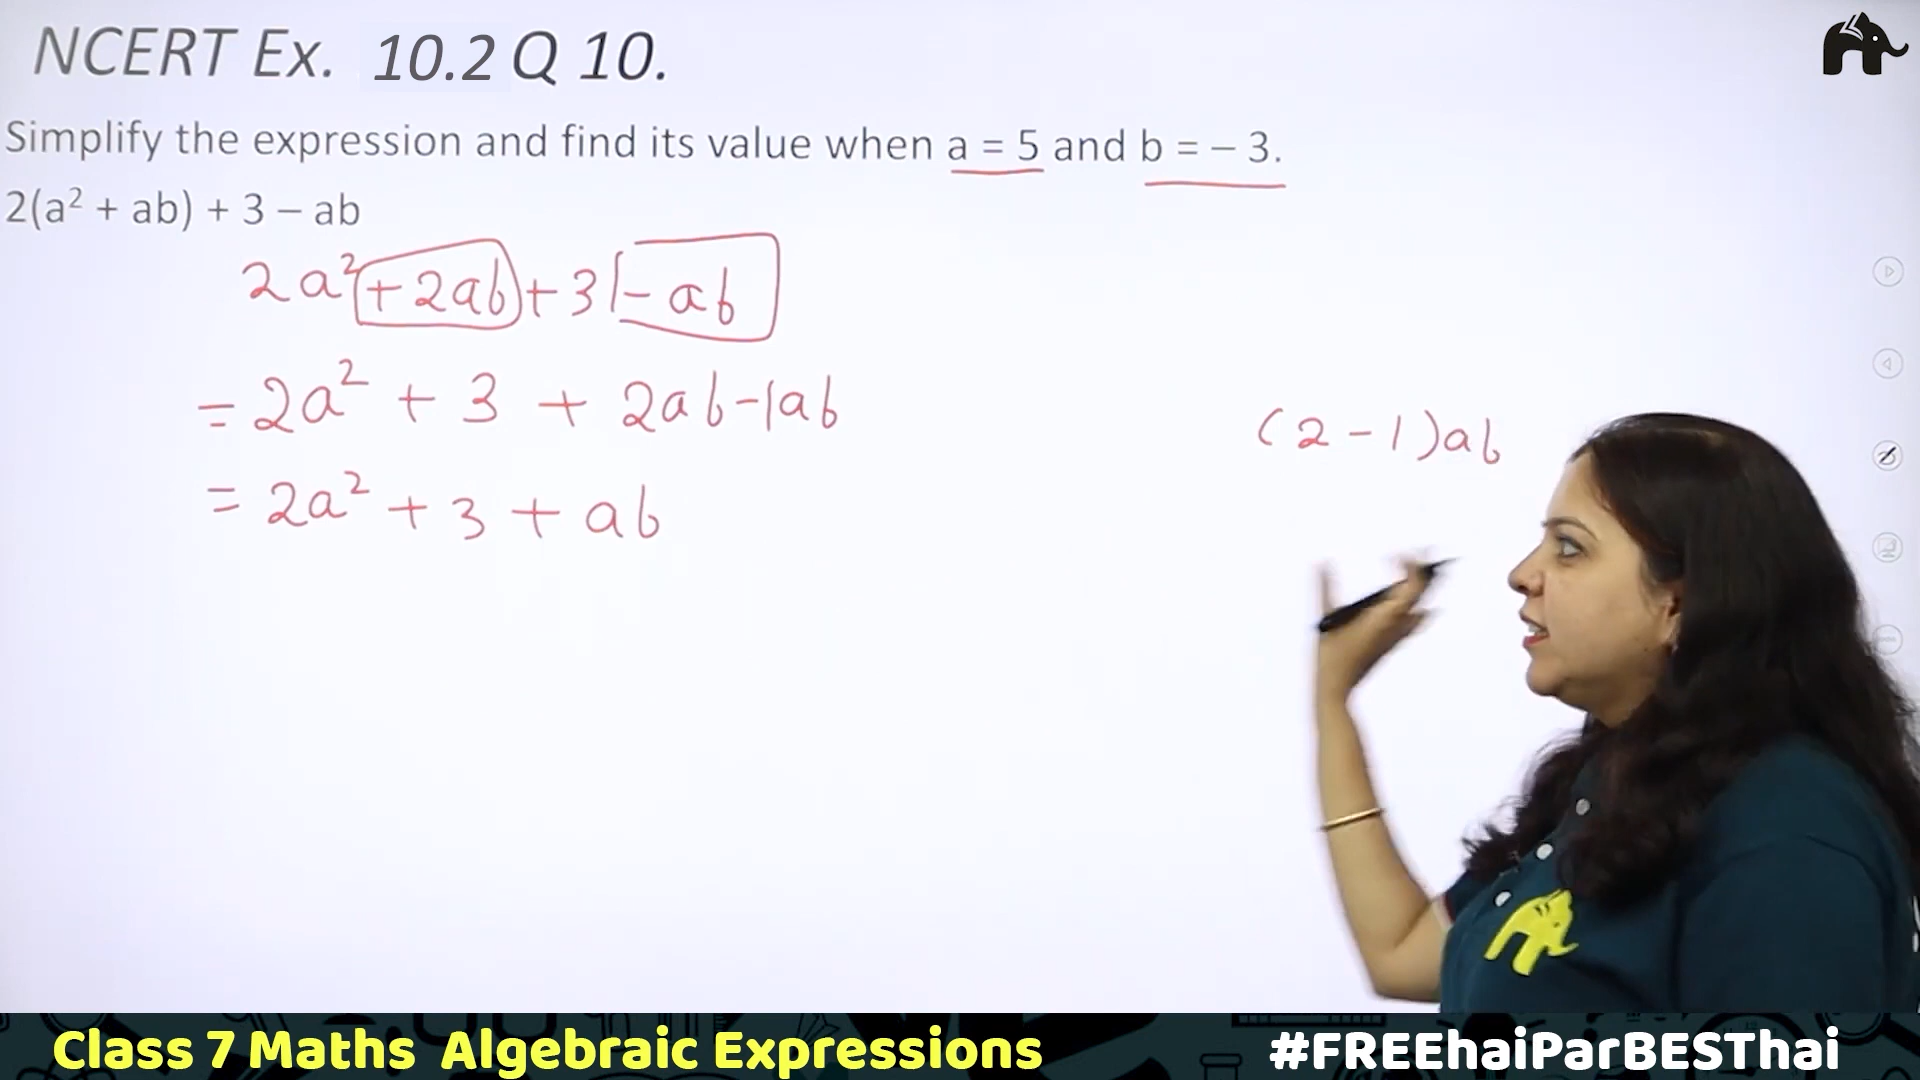 NCERT Ex. 10.2 Q 10.
Simplify the expression and find its value when a = 5 and b = – 3.
2(a² + ab) + 3 – ab
2a² + 2ab + 3 - ab
= 2a² + 3 + 2ab - 1ab
(2 - 1)ab
= 2a² + 3 + ab
Class 7 Maths Algebraic Expressions
#FREEhaiParBESThai